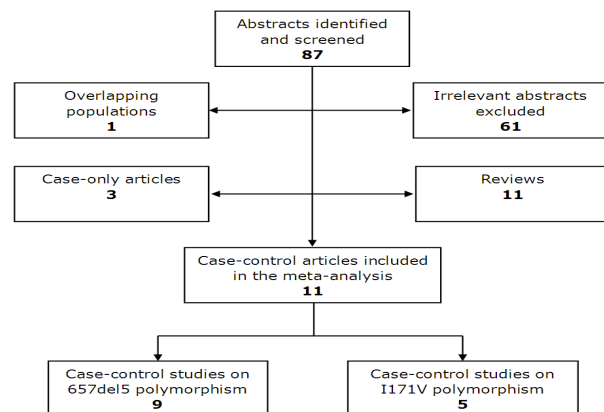 Abstracts identified
and screened
87
Overlapping
populations
1
Irrelevant abstracts
excluded
61
Case-only articles
3
Reviews
11
Case-control articles included
in the meta-analysis
11
Case-control studies on
657del5 polymorphism
9
Case-control studies on
I171V polymorphism
5